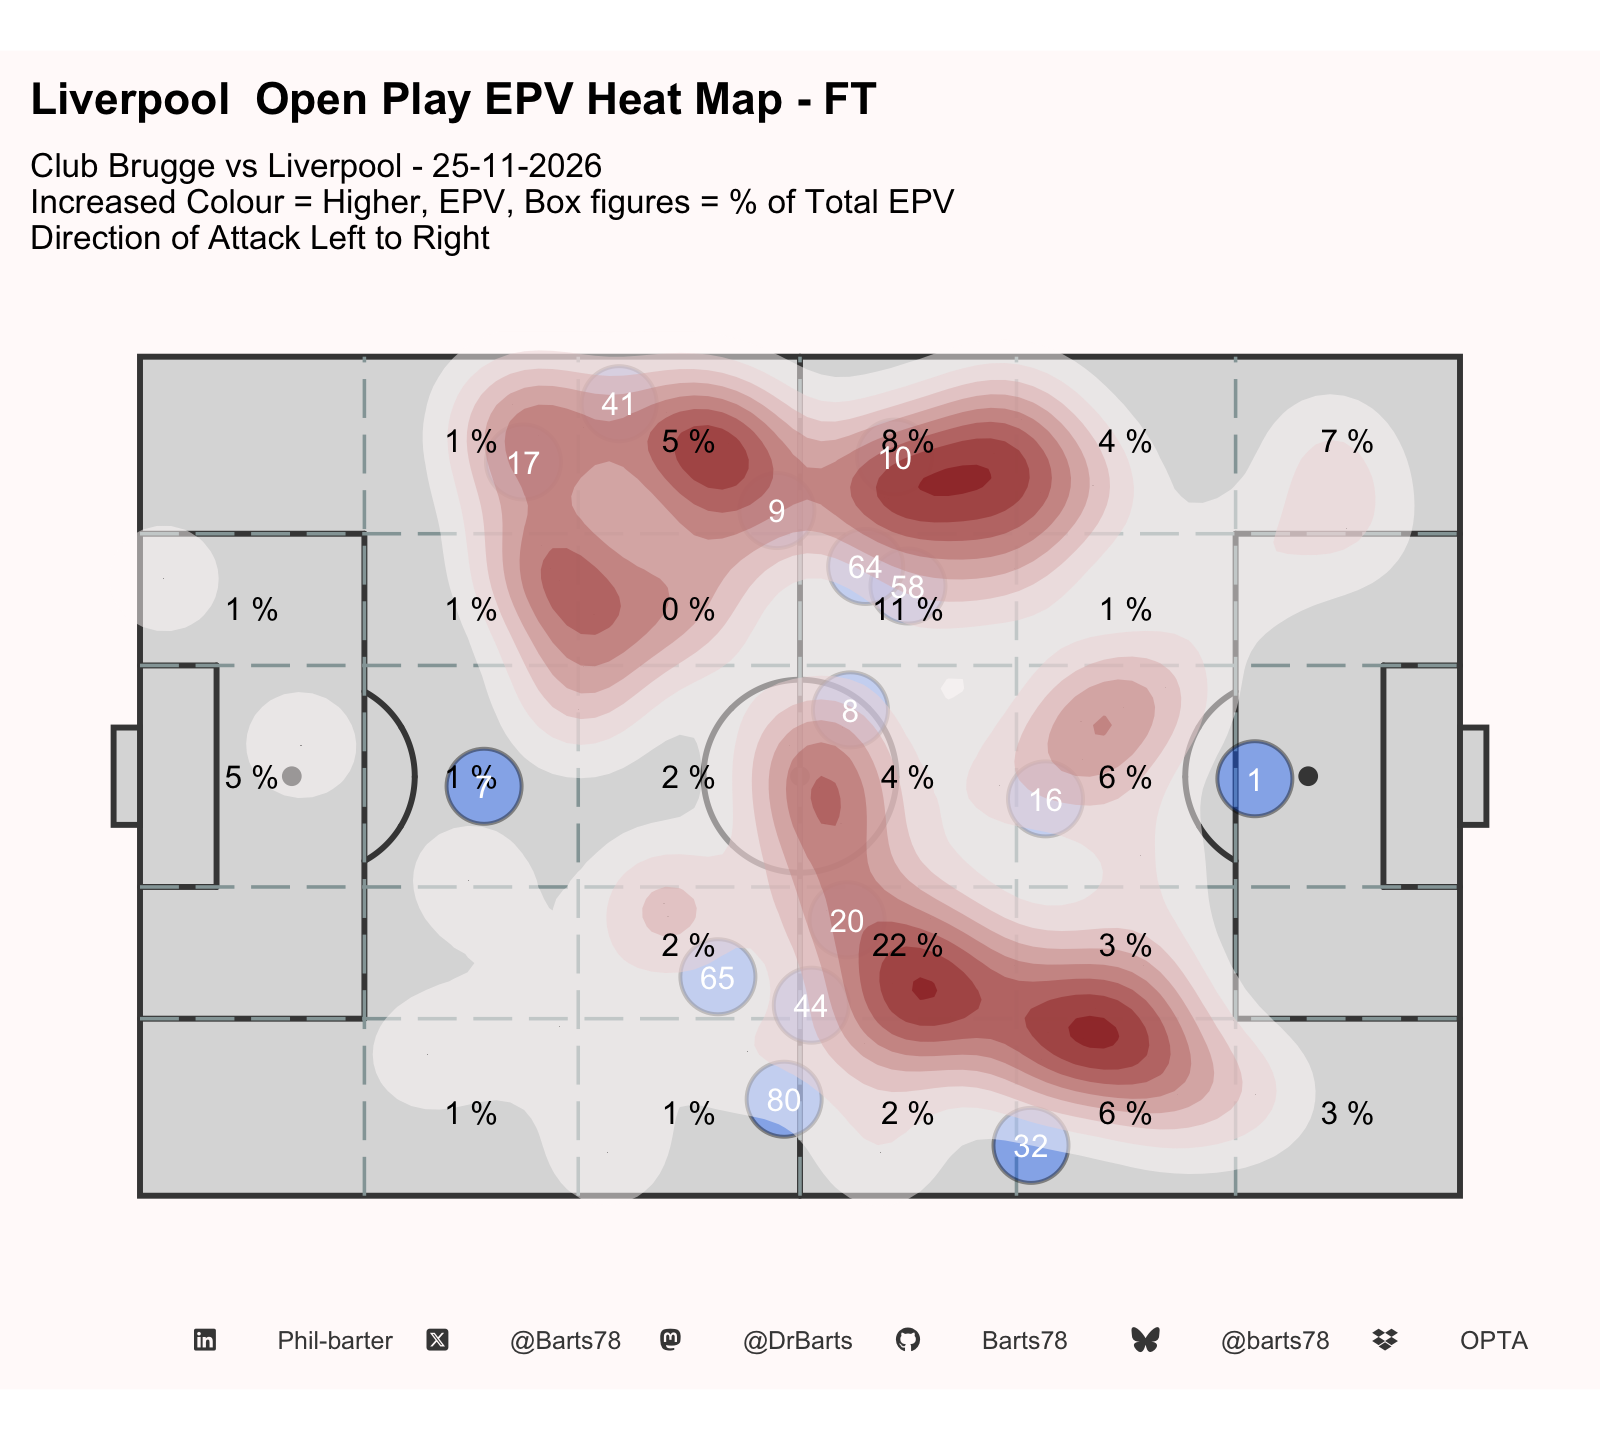 Liverpool  Open Play EPV Heat Map - FT
Club Brugge vs Liverpool - 25-11-2026
Increased Colour = Higher, EPV, Box figures = % of Total EPV
Direction of Attack Left to Right
41
1 % 5 % 8 % 4 % 7 %
17 10
9
64
58
1 % 1 % 0 % 11 % 1 %
8
5 % 1 % 2 % 4 % 6 %
7 16 1
20
2 % 22 % 3 %
65
44
80
1 % 1 % 2 % 6 % 3 %
32
Phil-barter @Barts78 @DrBarts Barts78 @barts78 OPTA